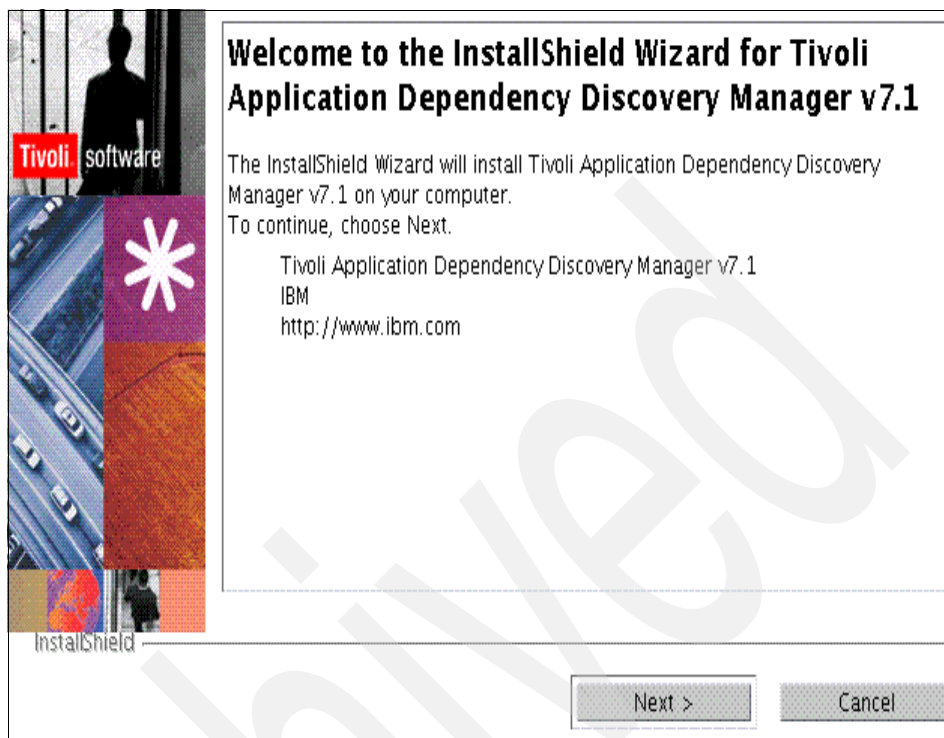 Tivoli software
Welcome to the InstallShield Wizard for Tivoli
Application Dependency Discovery Manager v7.1
The InstallShield Wizard will install Tivoli Application Dependency Discovery
Manager v7.1 on your computer.
To continue, choose Next.
Tivoli Application Dependency Discovery Manager v7.1
IBM
http://www.ibm.com
InstallShield
Next >
Cancel
hived